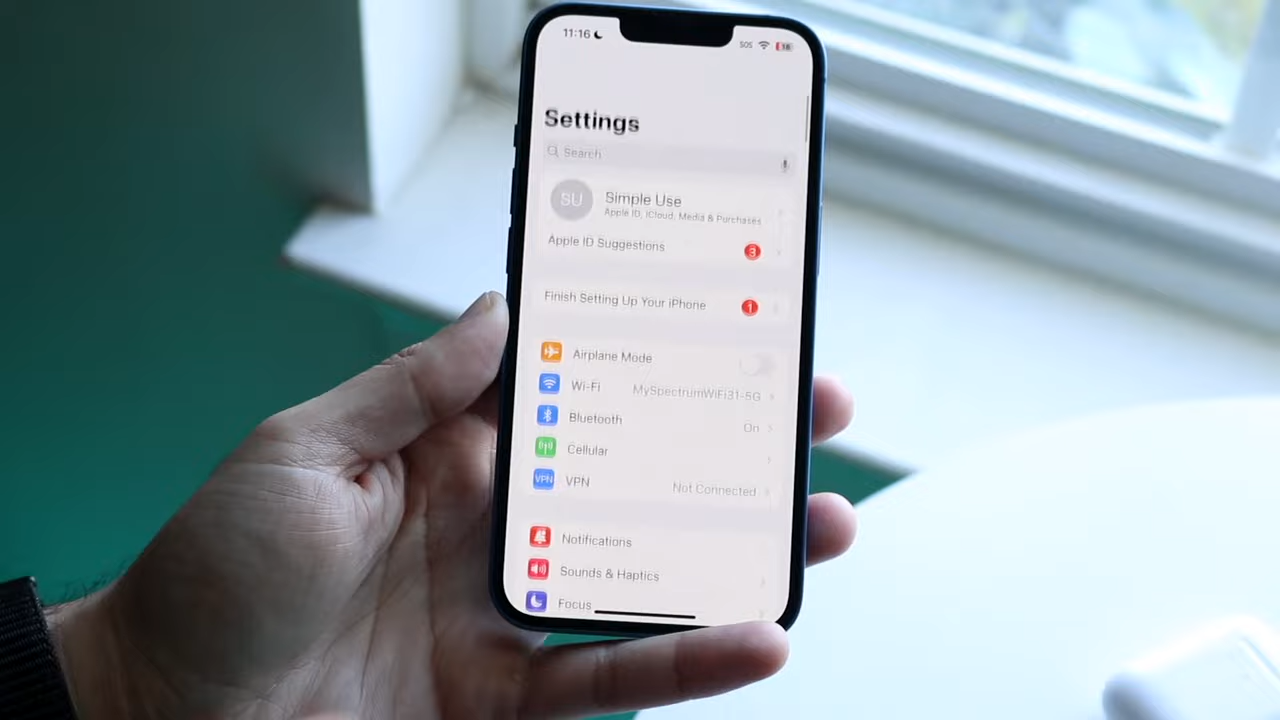 11:16 SOS 18
Settings
Search
SU
Simple Use
Apple ID, iCloud, Media & Purchases
Apple ID Suggestions 3
Finish Setting Up Your iPhone 1
Airplane Mode
Wi-Fi MySpectrumWiFi31-5G
Bluetooth On
Cellular
VPN VPN Not Connected
Notifications
Sounds & Haptics
Focus